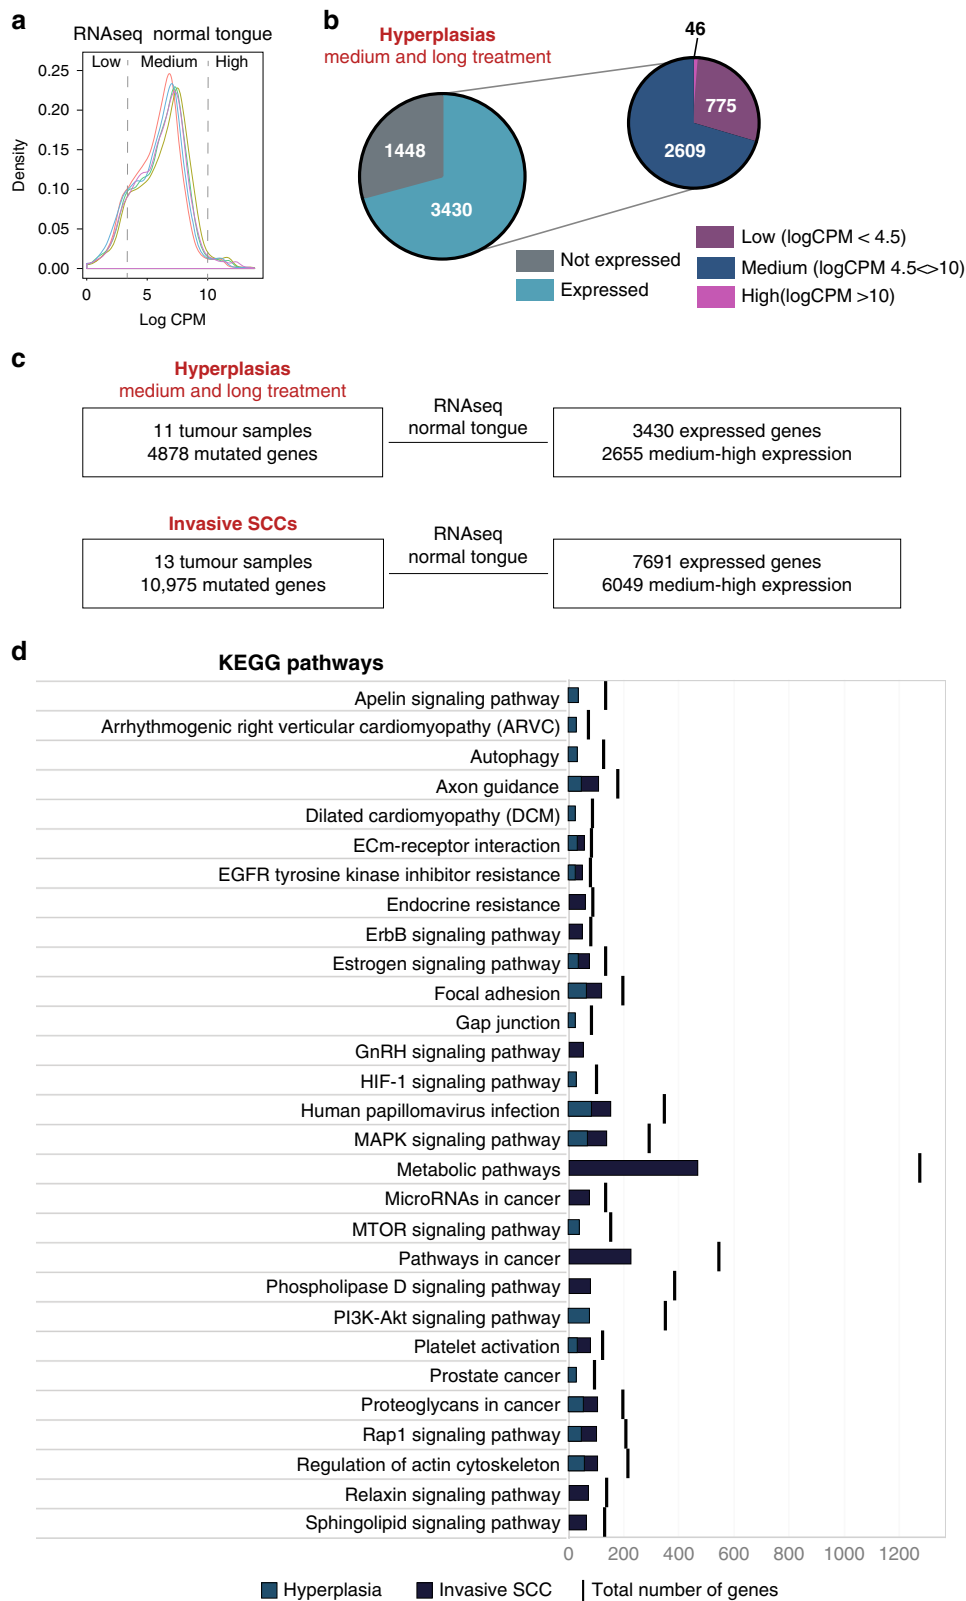 a
RNAseq normal tongue
Low Medium High
0.25
0.20
0.15
0.10
0.05
0.00
Density
0 5 10
Log CPM
b
Hyperplasias
medium and long treatment
1448
3430
46
775
2609
Not expressed
Expressed
Low (logCPM < 4.5)
Medium (logCPM 4.5<>10)
High(logCPM >10)
c
Hyperplasias
medium and long treatment
11 tumour samples
4878 mutated genes
RNAseq
normal tongue
3430 expressed genes
2655 medium-high expression
Invasive SCCs
13 tumour samples
10,975 mutated genes
RNAseq
normal tongue
7691 expressed genes
6049 medium-high expression
d
KEGG pathways
Apelin signaling pathway
Arrhythmogenic right verticular cardiomyopathy (ARVC)
Autophagy
Axon guidance
Dilated cardiomyopathy (DCM)
ECm-receptor interaction
EGFR tyrosine kinase inhibitor resistance
Endocrine resistance
ErbB signaling pathway
Estrogen signaling pathway
Focal adhesion
Gap junction
GnRH signaling pathway
HIF-1 signaling pathway
Human papillomavirus infection
MAPK signaling pathway
Metabolic pathways
MicroRNAs in cancer
MTOR signaling pathway
Pathways in cancer
Phospholipase D signaling pathway
PI3K-Akt signaling pathway
Platelet activation
Prostate cancer
Proteoglycans in cancer
Rap1 signaling pathway
Regulation of actin cytoskeleton
Relaxin signaling pathway
Sphingolipid signaling pathway
0 200 400 600 800 1000 1200
Hyperplasia Invasive SCC Total number of genes